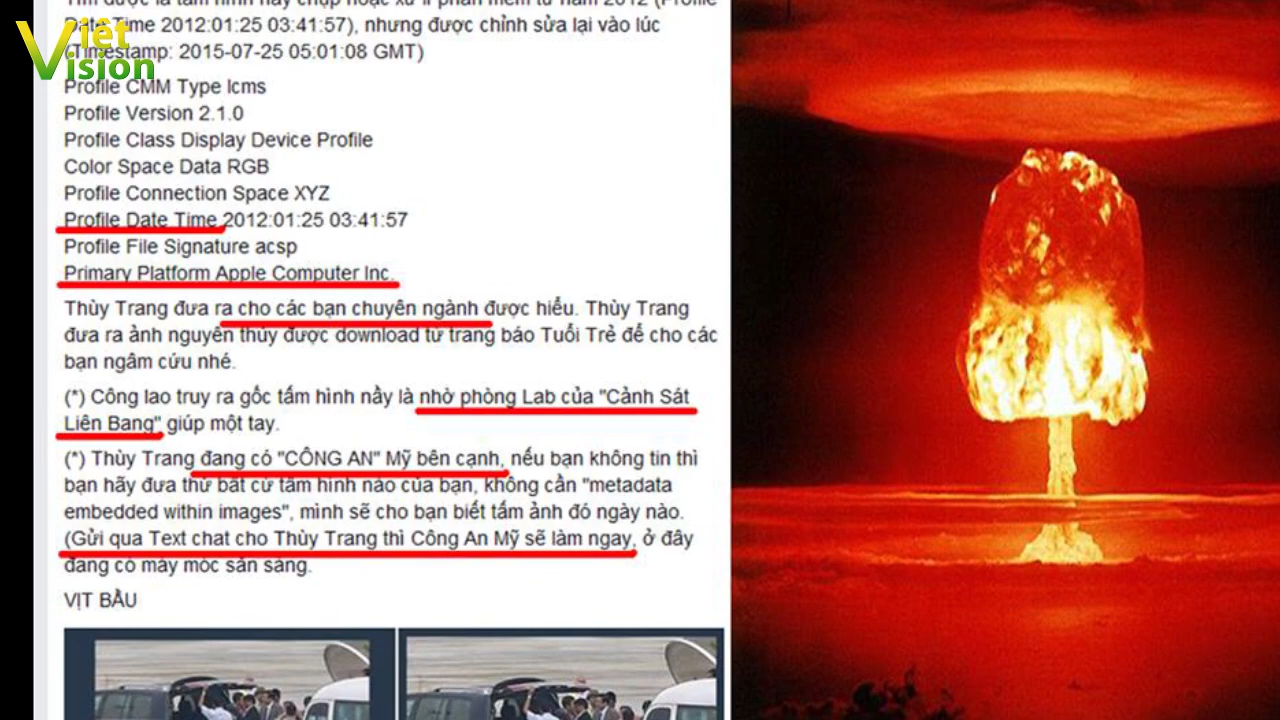 Việt
Vision
Tìm được là tấm hình này chụp hoặc xử lí phần mềm từ năm 2012 (Profile
Date Time 2012:01:25 03:41:57), nhưng được chỉnh sửa lại vào lúc
(Timestamp: 2015-07-25 05:01:08 GMT)
Profile CMM Type lcms
Profile Version 2.1.0
Profile Class Display Device Profile
Color Space Data RGB
Profile Connection Space XYZ
Profile Date Time 2012:01:25 03:41:57
Profile File Signature acsp
Primary Platform Apple Computer Inc.
Thùy Trang đưa ra cho các bạn chuyên ngành được hiểu. Thùy Trang
đưa ra ảnh nguyên thủy được download từ trang báo Tuổi Trẻ để cho các
bạn ngâm cứu nhé.
(*) Công lao truy ra gốc tấm hình nầy là nhờ phòng Lab của "Cảnh Sát
Liên Bang" giúp một tay.
(*) Thùy Trang đang có "CÔNG AN" Mỹ bên cạnh, nếu bạn không tin thì
bạn hãy đưa thử bất cứ tấm hình nào của bạn, không cần "metadata
embedded within images", mình sẽ cho bạn biết tấm ảnh đó ngày nào.
(Gửi qua Text chat cho Thùy Trang thì Công An Mỹ sẽ làm ngay, ở đây
đang có máy móc sẵn sàng.
VỊT BẦU